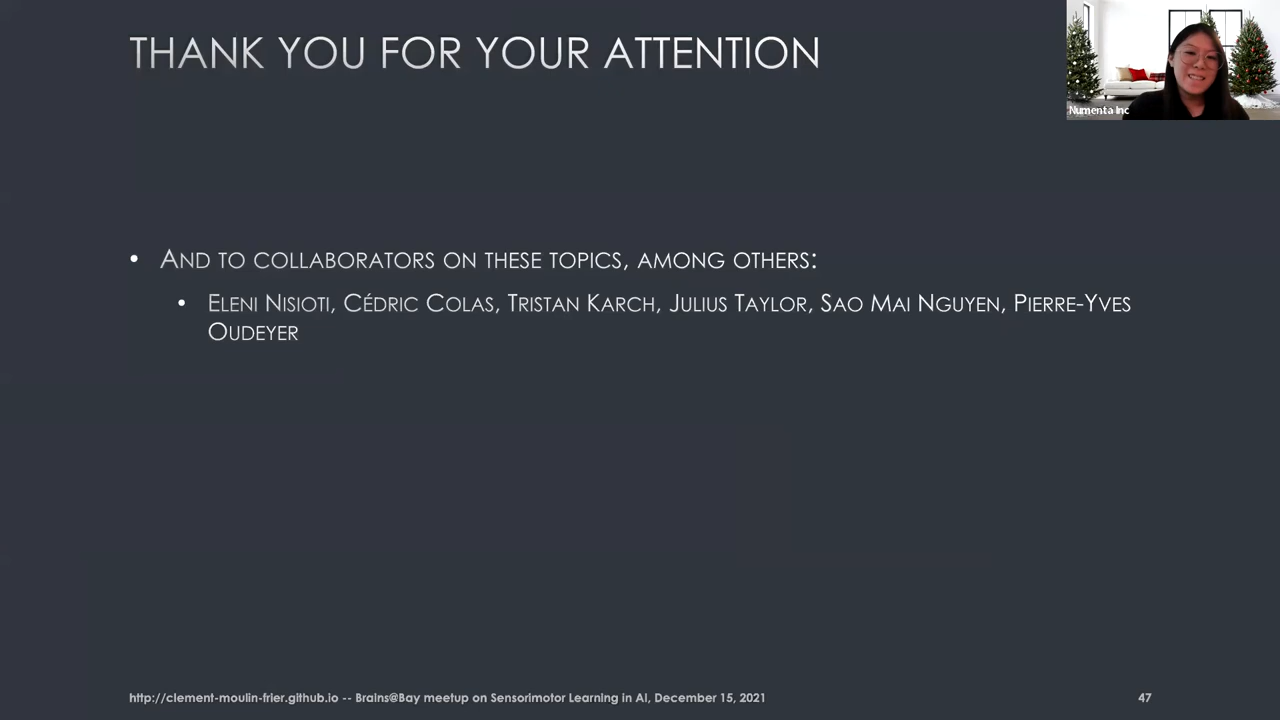 THANK YOU FOR YOUR ATTENTION
Numenta Inc
• AND TO COLLABORATORS ON THESE TOPICS, AMONG OTHERS:
• ELENI NISIOTI, CÉDRIC COLAS, TRISTAN KARCH, JULIUS TAYLOR, SAO MAI NGUYEN, PIERRE-YVES
OUDEYER
http://clement-moulin-frier.github.io -- Brains@Bay meetup on Sensorimotor Learning in AI, December 15, 2021
47